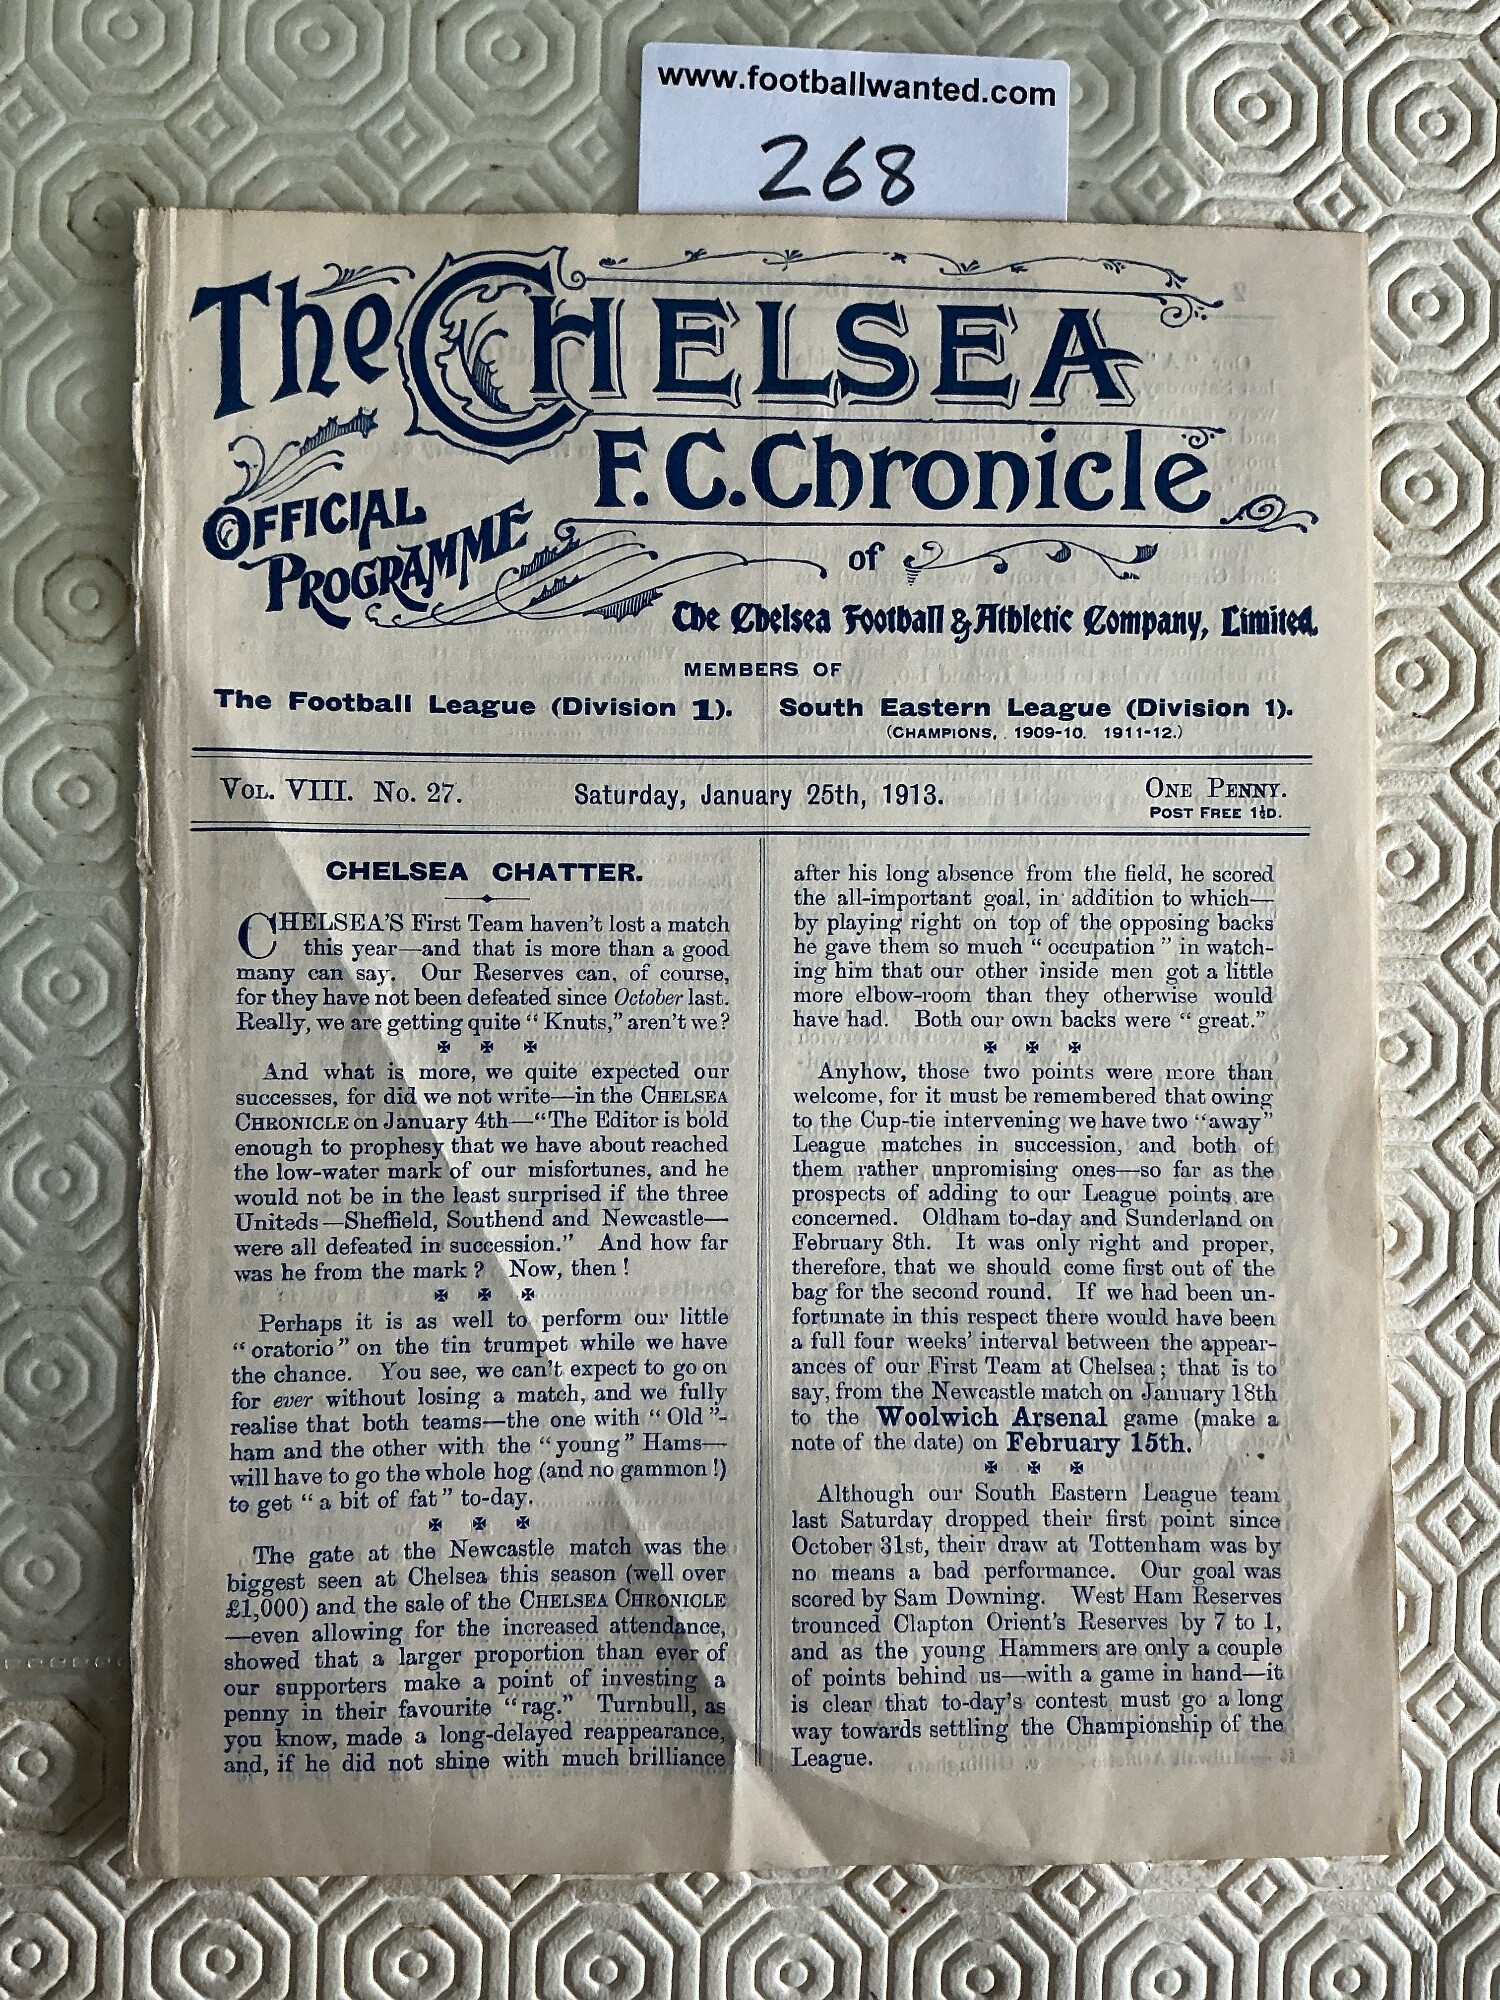 www.footballwanted.com
268
The CHELSEA
F.C. Chronicle
OFFICIAL
PROGRAMME
of
The Chelsea Football & Athletic Company, Limited.
MEMBERS OF
The Football League (Division 1). South Eastern League (Division 1).
(CHAMPIONS, 1909-10. 1911-12.)
VOL. VIII. No. 27. Saturday, January 25th, 1913. ONE PENNY.
POST FREE 1½D.
CHELSEA CHATTER.
CHELSEA'S First Team haven't lost a match
this year—and that is more than a good
many can say. Our Reserves can, of course,
for they have not been defeated since October last.
Really, we are getting quite "Knuts," aren't we?
And what is more, we quite expected our
successes, for did we not write—in the CHELSEA
CHRONICLE on January 4th—"The Editor is bold
enough to prophesy that we have about reached
the low-water mark of our misfortunes, and he
would not be in the least surprised if the three
Uniteds—Sheffield, Southend and Newcastle—
were all defeated in succession." And how far
was he from the mark? Now, then!
Perhaps it is as well to perform our little
"oratorio" on the tin trumpet while we have
the chance. You see, we can't expect to go on
for ever without losing a match, and we fully
realise that both teams—the one with "Old"-
ham and the other with the "young" Hams—
will have to go the whole hog (and no gammon!)
to get "a bit of fat" to-day.
The gate at the Newcastle match was the
biggest seen at Chelsea this season (well over
£1,000) and the sale of the CHELSEA CHRONICLE
—even allowing for the increased attendance,
showed that a larger proportion than ever of
our supporters make a point of investing a
penny in their favourite "rag." Turnbull, as
you know, made a long-delayed reappearance,
and, if he did not shine with much brilliance
after his long absence from the field, he scored
the all-important goal, in addition to which—
by playing right on top of the opposing backs
he gave them so much "occupation" in watch-
ing him that our other inside men got a little
more elbow-room than they otherwise would
have had. Both our own backs were "great."
Anyhow, those two points were more than
welcome, for it must be remembered that owing
to the Cup-tie intervening we have two "away"
League matches in succession, and both of
them rather unpromising ones—so far as the
prospects of adding to our League points are
concerned. Oldham to-day and Sunderland on
February 8th. It was only right and proper,
therefore, that we should come first out of the
bag for the second round. If we had been un-
fortunate in this respect there would have been
a full four weeks' interval between the appear-
ances of our First Team at Chelsea; that is to
say, from the Newcastle match on January 18th
to the Woolwich Arsenal game (make a
note of the date) on February 15th.
Although our South Eastern League team
last Saturday dropped their first point since
October 31st, their draw at Tottenham was by
no means a bad performance. Our goal was
scored by Sam Downing. West Ham Reserves
trounced Clapton Orient's Reserves by 7 to 1,
and as the young Hammers are only a couple
of points behind us—with a game in hand—it
is clear that to-day's contest must go a long
way towards settling the Championship of the
League.